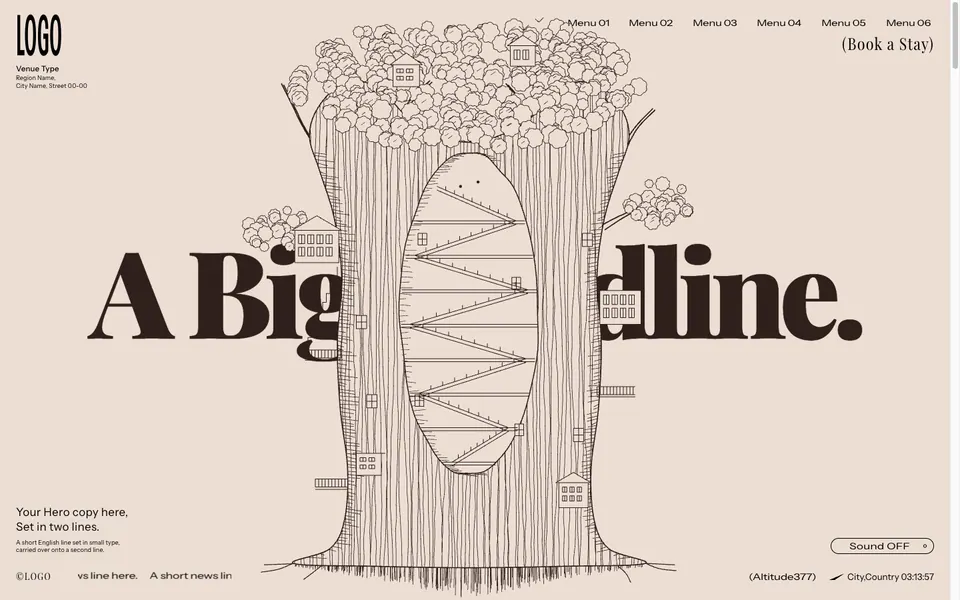 LOGO
Menu 01 Menu 02 Menu 03 Menu 04 Menu 05 Menu 06
(Book a Stay)
Venue Type
Region Name,
City Name, Street 00-00
A Big dline.
Your Hero copy here,
Set in two lines.
A short English line set in small type,
carried over onto a second line.
Sound OFF
©LOGO vs line here. A short news lin
(Altitude377) City,Country 03:13:57